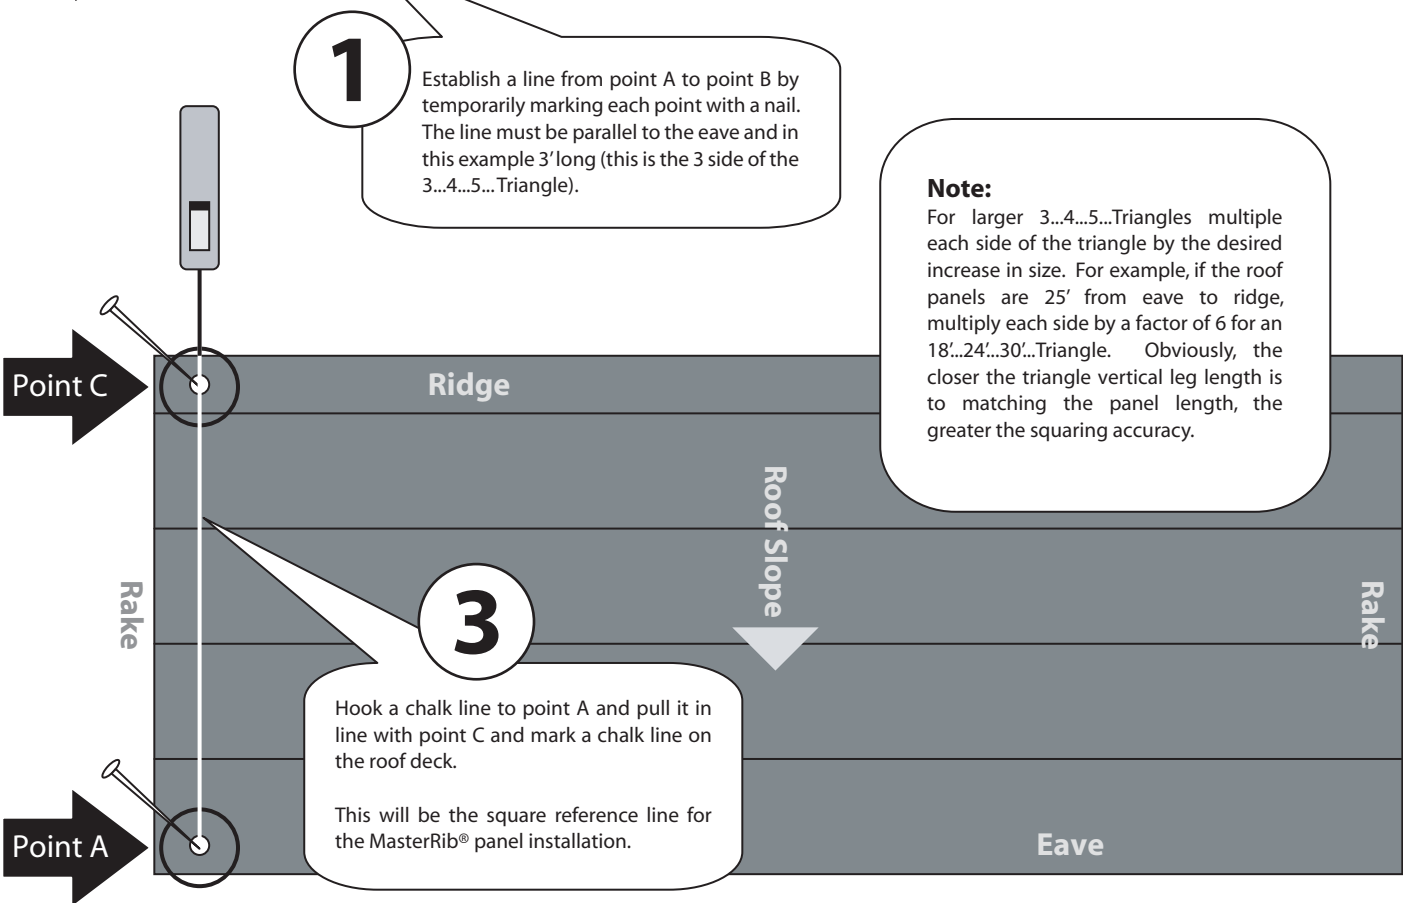 1
Establish a line from point A to point B by
temporarily marking each point with a nail.
The line must be parallel to the eave and in
this example 3' long (this is the 3 side of the
3...4...5... Triangle).
Note:
For larger 3...4...5...Triangles multiple
each side of the triangle by the desired
increase in size. For example, if the roof
panels are 25' from eave to ridge,
multiply each side by a factor of 6 for an
18'...24'...30'...Triangle. Obviously, the
closer the triangle vertical leg length is
to matching the panel length, the
greater the squaring accuracy.
Point C
Ridge
Roof Slope
Rake
Rake
3
Hook a chalk line to point A and pull it in
line with point C and mark a chalk line on
the roof deck.
This will be the square reference line for
the MasterRib® panel installation.
Point A
Eave